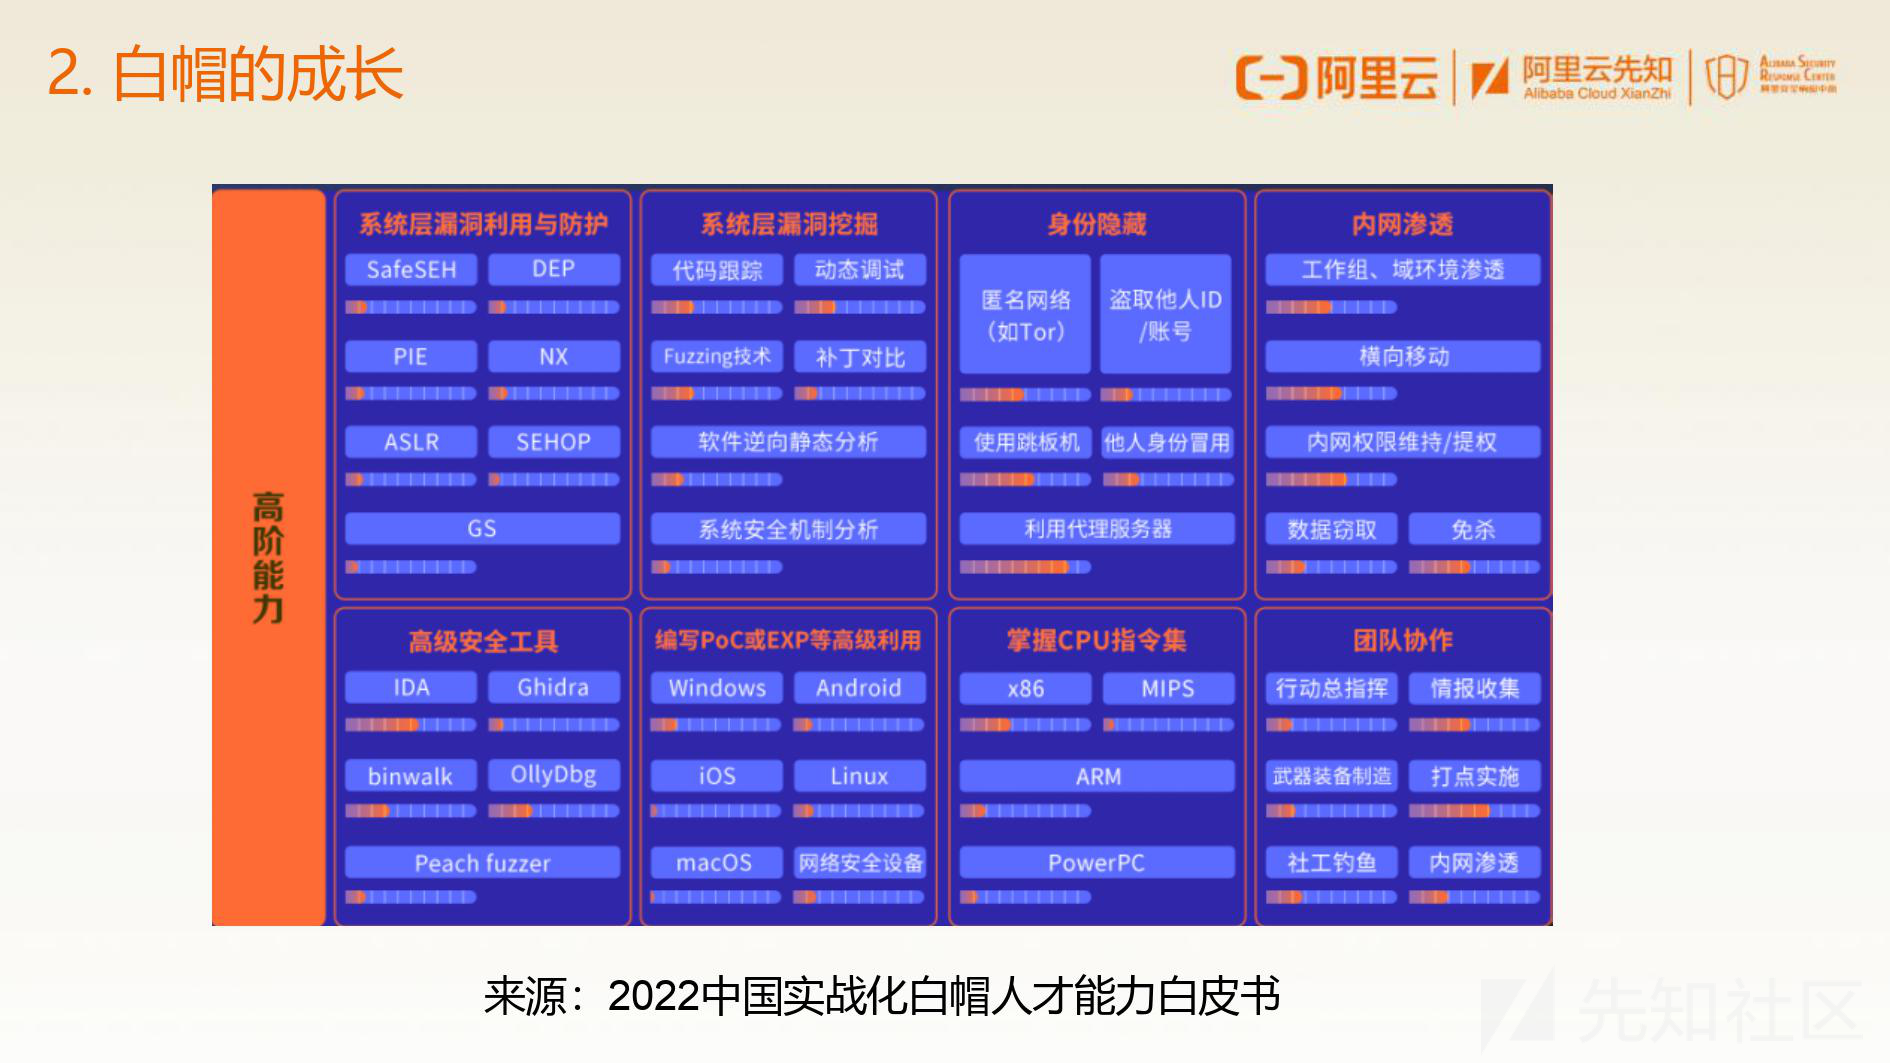 2. 白帽的成长
阿里云
阿里云先知
Alibaba Cloud XianZhi
ALIBABA SECURITY
RESPONSE CENTER
阿里安全响应中心
高阶能力
系统层漏洞利用与防护
SafeSEH
DEP
PIE
NX
ASLR
SEHOP
GS
系统层漏洞挖掘
代码跟踪
动态调试
Fuzzing技术
补丁对比
软件逆向静态分析
系统安全机制分析
身份隐藏
匿名网络
（如Tor）
盗取他人ID
/账号
使用跳板机
他人身份冒用
利用代理服务器
内网渗透
工作组、域环境渗透
横向移动
内网权限维持/提权
数据窃取
免杀
高级安全工具
IDA
Ghidra
binwalk
OllyDbg
Peach fuzzer
编写PoC或EXP等高级利用
Windows
Android
iOS
Linux
macOS
网络安全设备
掌握CPU指令集
x86
MIPS
ARM
PowerPC
团队协作
行动总指挥
情报收集
武器装备制造
打点实施
社工钓鱼
内网渗透
来源：2022中国实战化白帽人才能力白皮书
先知社区